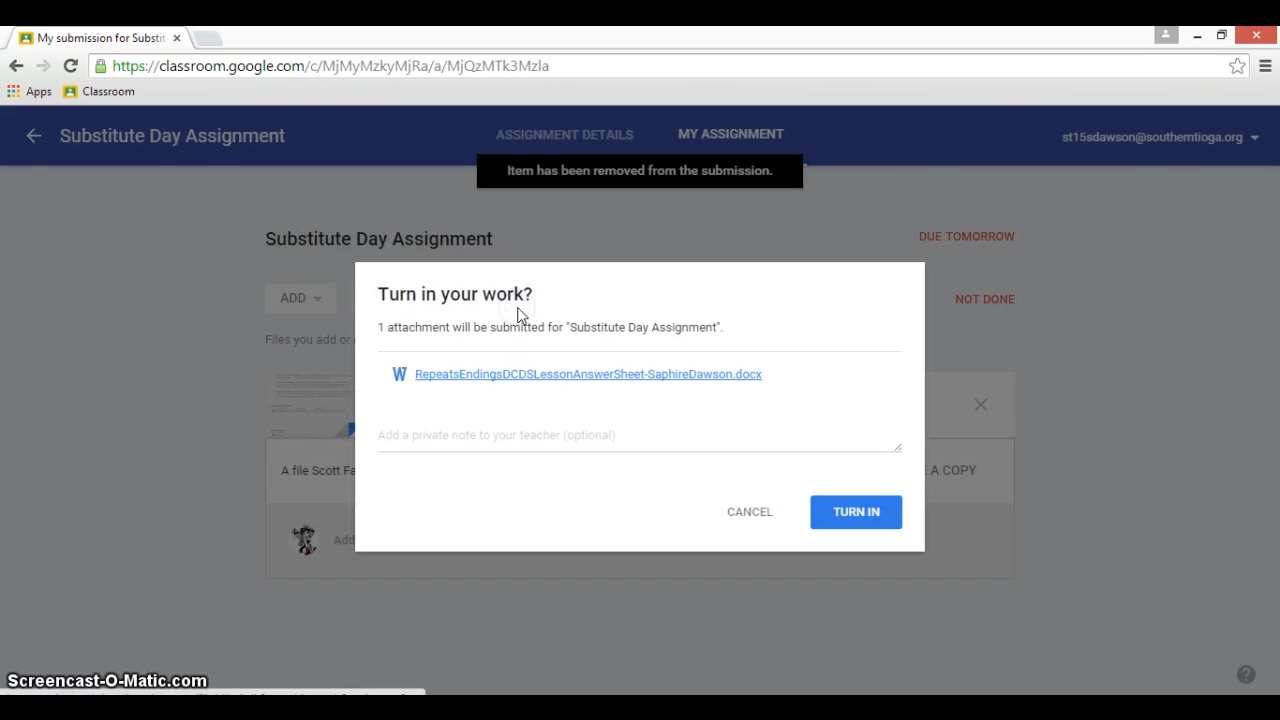 My submission for Substit
https://classroom.google.com/c/MjMyMzkyMjRa/a/MjQzMTk3Mzla
Apps Classroom
Substitute Day Assignment ASSIGNMENT DETAILS MY ASSIGNMENT st15sdawson@southerntioga.org
Item has been removed from the submission.
Substitute Day Assignment DUE TOMORROW
ADD NOT DONE
Turn in your work?
1 attachment will be submitted for "Substitute Day Assignment".
Files you add or
W RepeatsEndingsDCDSLessonAnswerSheet-SaphireDawson.docx
Add a private note to your teacher (optional)
A file Scott Fa A COPY
CANCEL TURN IN
Add
Screencast-O-Matic.com